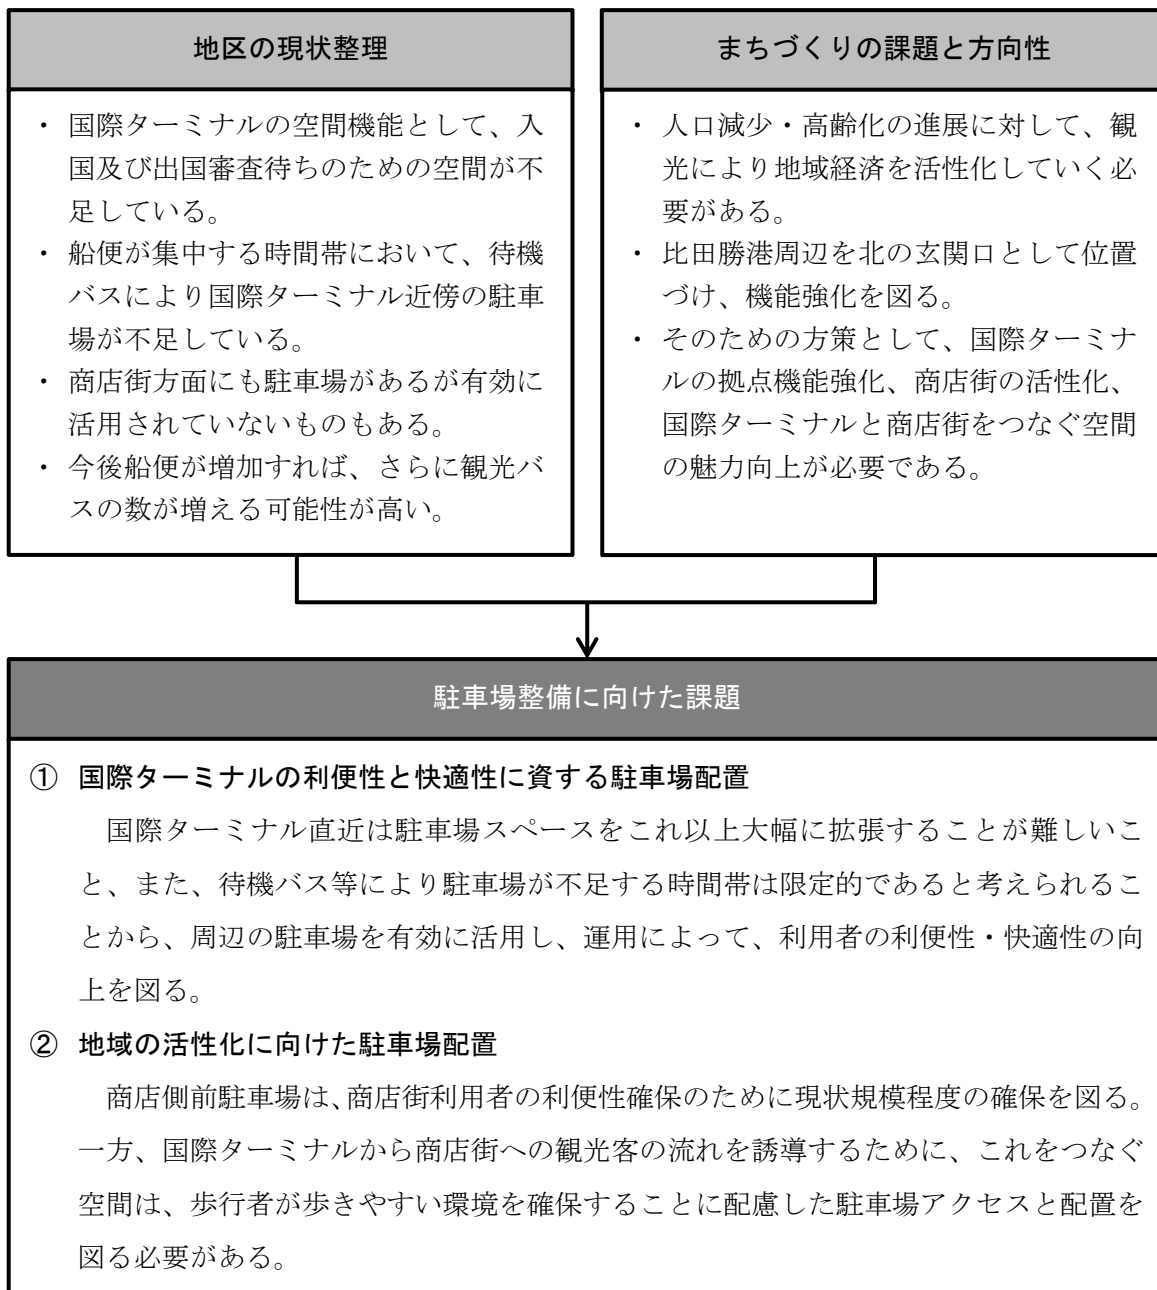 地区の現状整理
・ 国際ターミナルの空間機能として、入
国及び出国審査待ちのための空間が不
足している。
・ 船便が集中する時間帯において、待機
バスにより国際ターミナル近傍の駐車
場が不足している。
・ 商店街方面にも駐車場があるが有効に
活用されていないものもある。
・ 今後船便が増加すれば、さらに観光バ
スの数が増える可能性が高い。
まちづくりの課題と方向性
・ 人口減少・高齢化の進展に対して、観
光により地域経済を活性化していく必
要がある。
・ 比田勝港周辺を北の玄関口として位置
づけ、機能強化を図る。
・ そのための方策として、国際ターミナ
ルの拠点機能強化、商店街の活性化、
国際ターミナルと商店街をつなぐ空間
の魅力向上が必要である。
駐車場整備に向けた課題
① 国際ターミナルの利便性と快適性に資する駐車場配置
国際ターミナル直近は駐車場スペースをこれ以上大幅に拡張することが難しいこ
と、また、待機バス等により駐車場が不足する時間帯は限定的であると考えられるこ
とから、周辺の駐車場を有効に活用し、運用によって、利用者の利便性・快適性の向
上を図る。
② 地域の活性化に向けた駐車場配置
商店側前駐車場は、商店街利用者の利便性確保のために現状規模程度の確保を図る。
一方、国際ターミナルから商店街への観光客の流れを誘導するために、これをつなぐ
空間は、歩行者が歩きやすい環境を確保することに配慮した駐車場アクセスと配置を
図る必要がある。